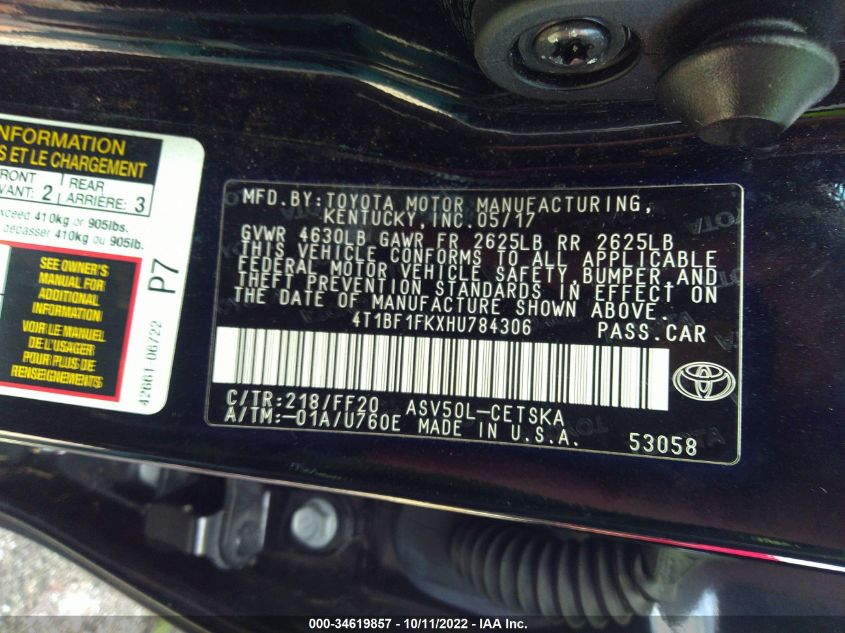 INFORMATION
S ET LE CHARGEMENT
FRONT
VANT: 2
REAR
ARRIÈRE: 3
exceed 410kg or 905lbs.
décasser 410kg ou 905lb.
SEE OWNER'S
MANUAL FOR
ADDITIONAL
INFORMATION
VOIR LE MANUEL
DE L'USAGER
POUR PLUS DE
RENSEIGNEMENTS
P7
42661-06722
MFD.BY:TOYOTA MOTOR MANUFACTURING,
KENTUCKY, INC.05/17
GVWR 4630LB GAWR FR 2625LB RR 2625LB
THIS VEHICLE CONFORMS TO ALL APPLICABLE
FEDERAL MOTOR VEHICLE SAFETY, BUMPER, AND
THEFT PREVENTION STANDARDS IN EFFECT ON
THE DATE OF MANUFACTURE SHOWN ABOVE.
4T1BF1FKXHU784306 PASS.CAR
C/TR:218/FF20 ASV50L-CETSKA
A/TM:-01A/U760E MADE IN U.S.A. 53058
000-34619857 - 10/11/2022 - IAA Inc.